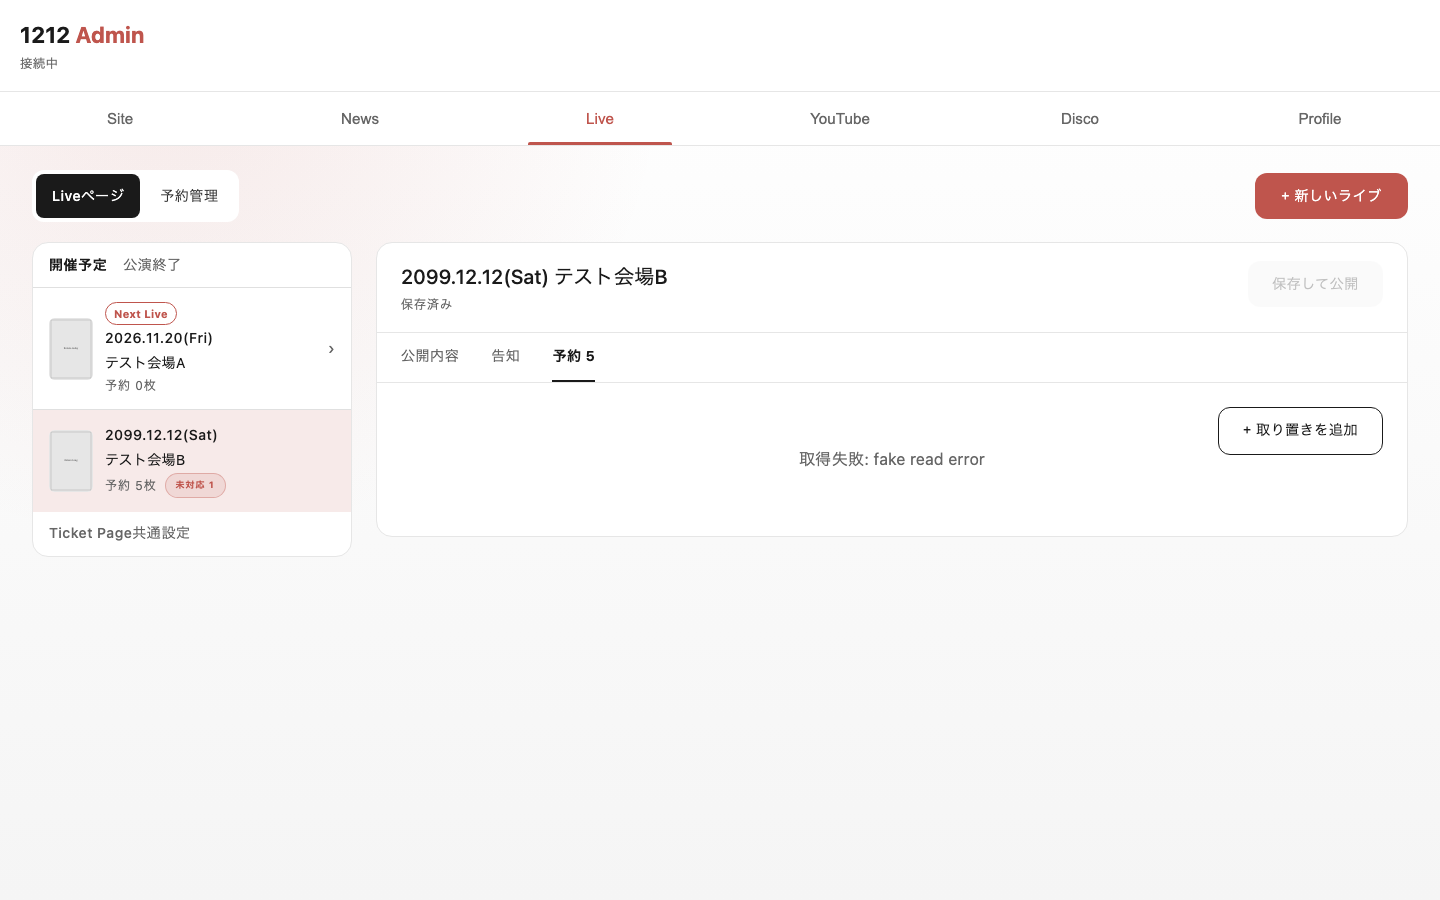 1212 Admin
接続中
Site
News
Live
YouTube
Disco
Profile
Liveページ
予約管理
+ 新しいライブ
開催予定
公演終了
Next Live
2026.11.20(Fri)
テスト会場A
予約 0枚
›
2099.12.12(Sat)
テスト会場B
予約 5枚 未対応 1
Ticket Page共通設定
2099.12.12(Sat) テスト会場B
保存済み
保存して公開
公開内容
告知
予約 5
+ 取り置きを追加
取得失敗: fake read error